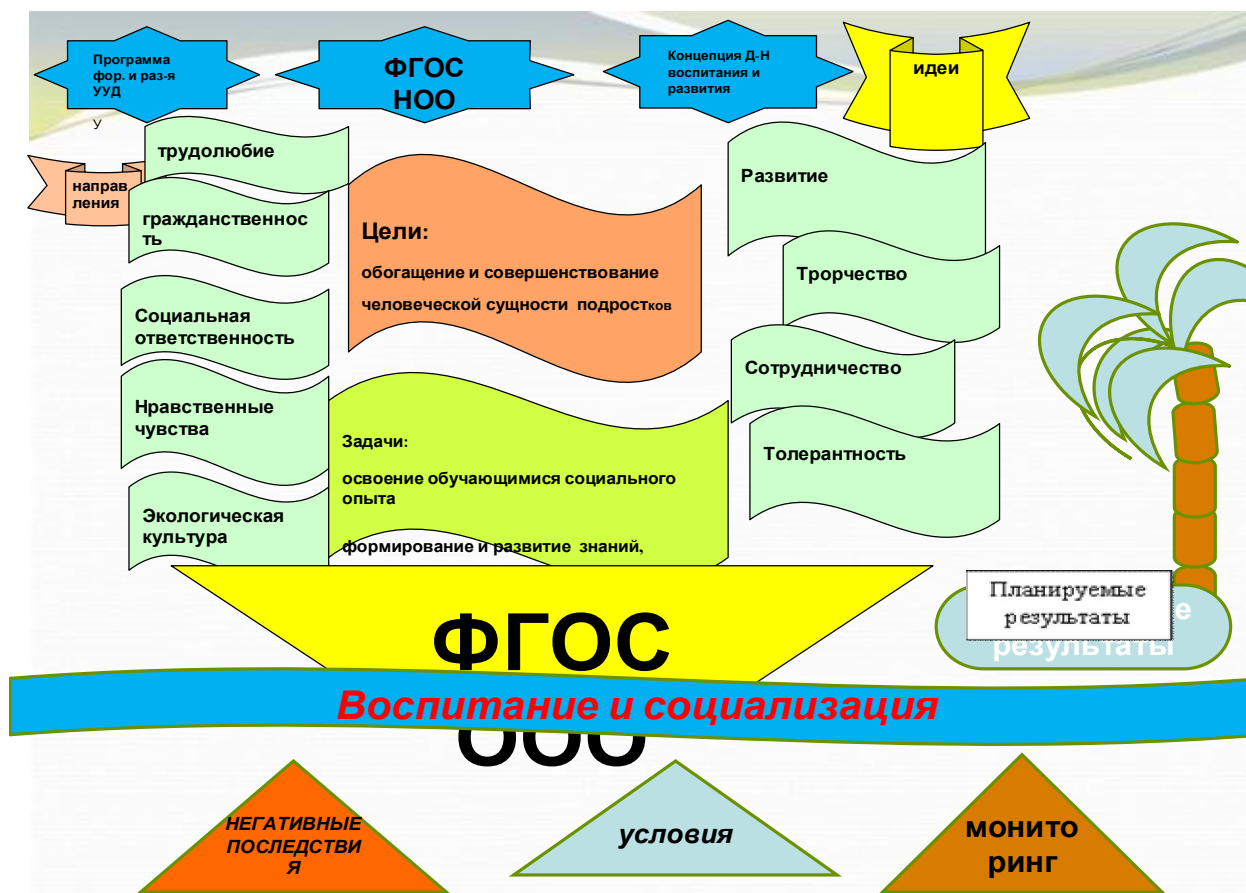 Программа
фор. и раз-я
УУД
У
ФГОС
НОО
Концепция Д-Н
воспитания и
развития
идеи
направ
ления
трудолюбие
гражданственнос
ть
Социальная
ответственность
Нравственные
чувства
Экологическая
культура
Цели:
обогащение и совершенствование
человеческой сущности подростков
Задачи:
освоение обучающимися социального
опыта
формирование и развитие знаний,
Развитие
Трорчество
Сотрудничество
Толерантность
Планируемые
результаты
е
результаты
ФГОС
Воспитание и социализация
ООО
НЕГАТИВНЫЕ
ПОСЛЕДСТВИ
Я
условия
монито
ринг